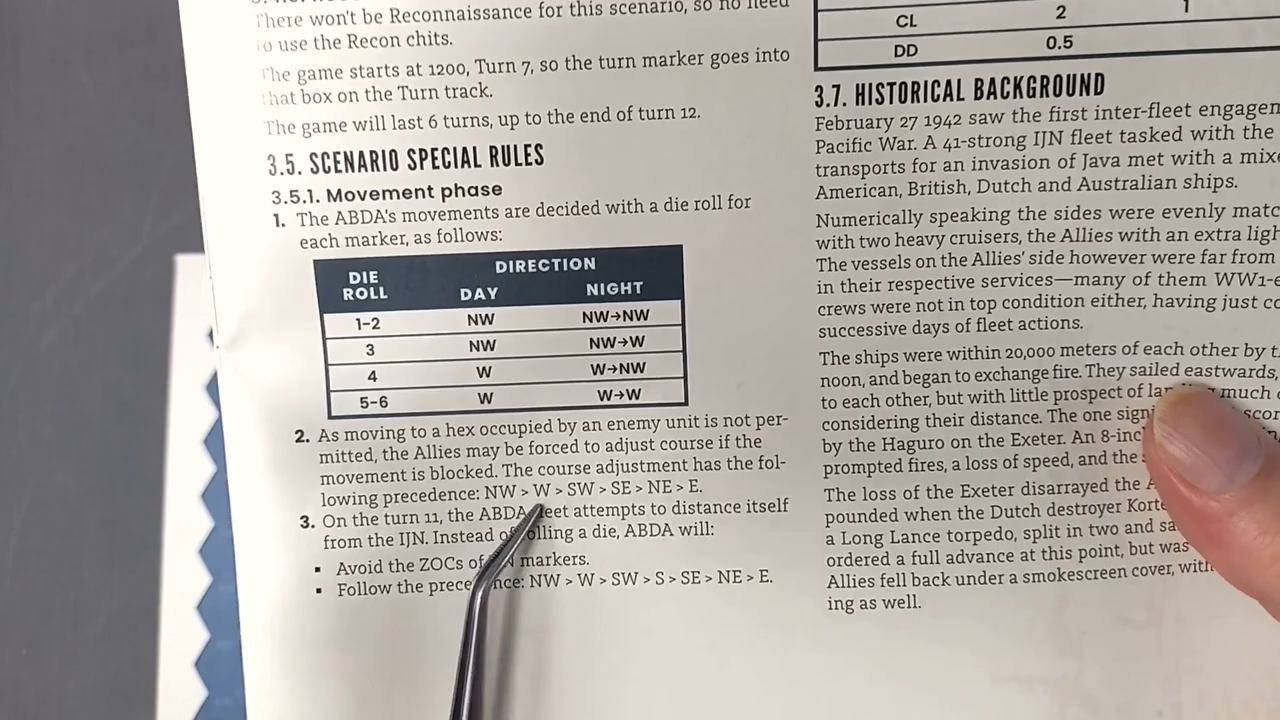 There won't be Reconnaissance for this scenario, so no need
to use the Recon chits.
The game starts at 1200, Turn 7, so the turn marker goes into
that box on the Turn track.
The game will last 6 turns, up to the end of turn 12.
3.5. SCENARIO SPECIAL RULES
3.5.1. Movement phase
1. The ABDA's movements are decided with a die roll for
each marker, as follows:
DIE ROLL DIRECTION
DAY NIGHT
1-2 NW NW→NW
3 NW NW→W
4 W W→NW
5-6 W W→W
2. As moving to a hex occupied by an enemy unit is not per-
mitted, the Allies may be forced to adjust course if the
movement is blocked. The course adjustment has the fol-
lowing precedence: NW > W > SW > SE > NE > E.
3. On the turn 11, the ABDA fleet attempts to distance itself
from the IJN. Instead of rolling a die, ABDA will:
▪ Avoid the ZOCs of markers.
▪ Follow the precedence: NW > W > SW > S > SE > NE > E.
CL 2 1
DD 0.5
3.7. HISTORICAL BACKGROUND
February 27 1942 saw the first inter-fleet
Pacific War. A 41-strong IJN fleet tasked with the
transports for an invasion of Java met with a
American, British, Dutch and Australian ships.
Numerically speaking the sides were evenly
with two heavy cruisers, the Allies with an extra
The vessels on the Allies' side however were far from
in their respective services—many of them
crews were not in top condition either, having just
successive days of fleet actions.
The ships were within 20,000 meters of each other by
noon, and began to exchange fire. They sailed eastwards,
to each other, but with little prospect of much
considering their distance. The one
by the Haguro on the Exeter. An
prompted fires, a loss of speed, and the
The loss of the Exeter disarrayed the
pounded when the Dutch destroyer
a Long Lance torpedo, split in two and
ordered a full advance at this point, but was
Allies fell back under a smokescreen cover,
ing as well.